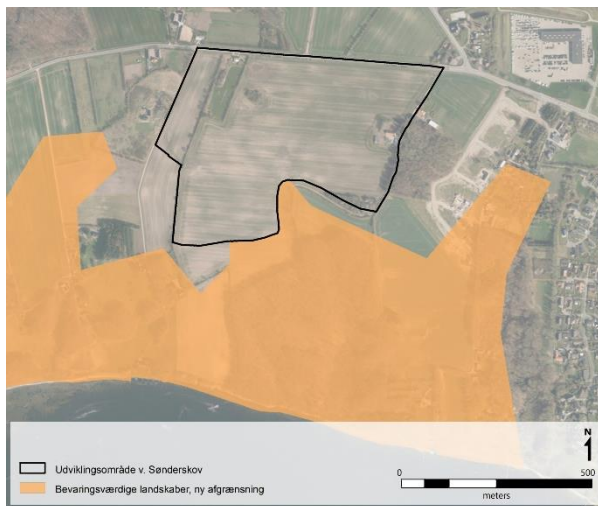 N
Udviklingsområde v. Sønderskov
Bevaringsværdige landskaber, ny afgrænsning
0 500
meters